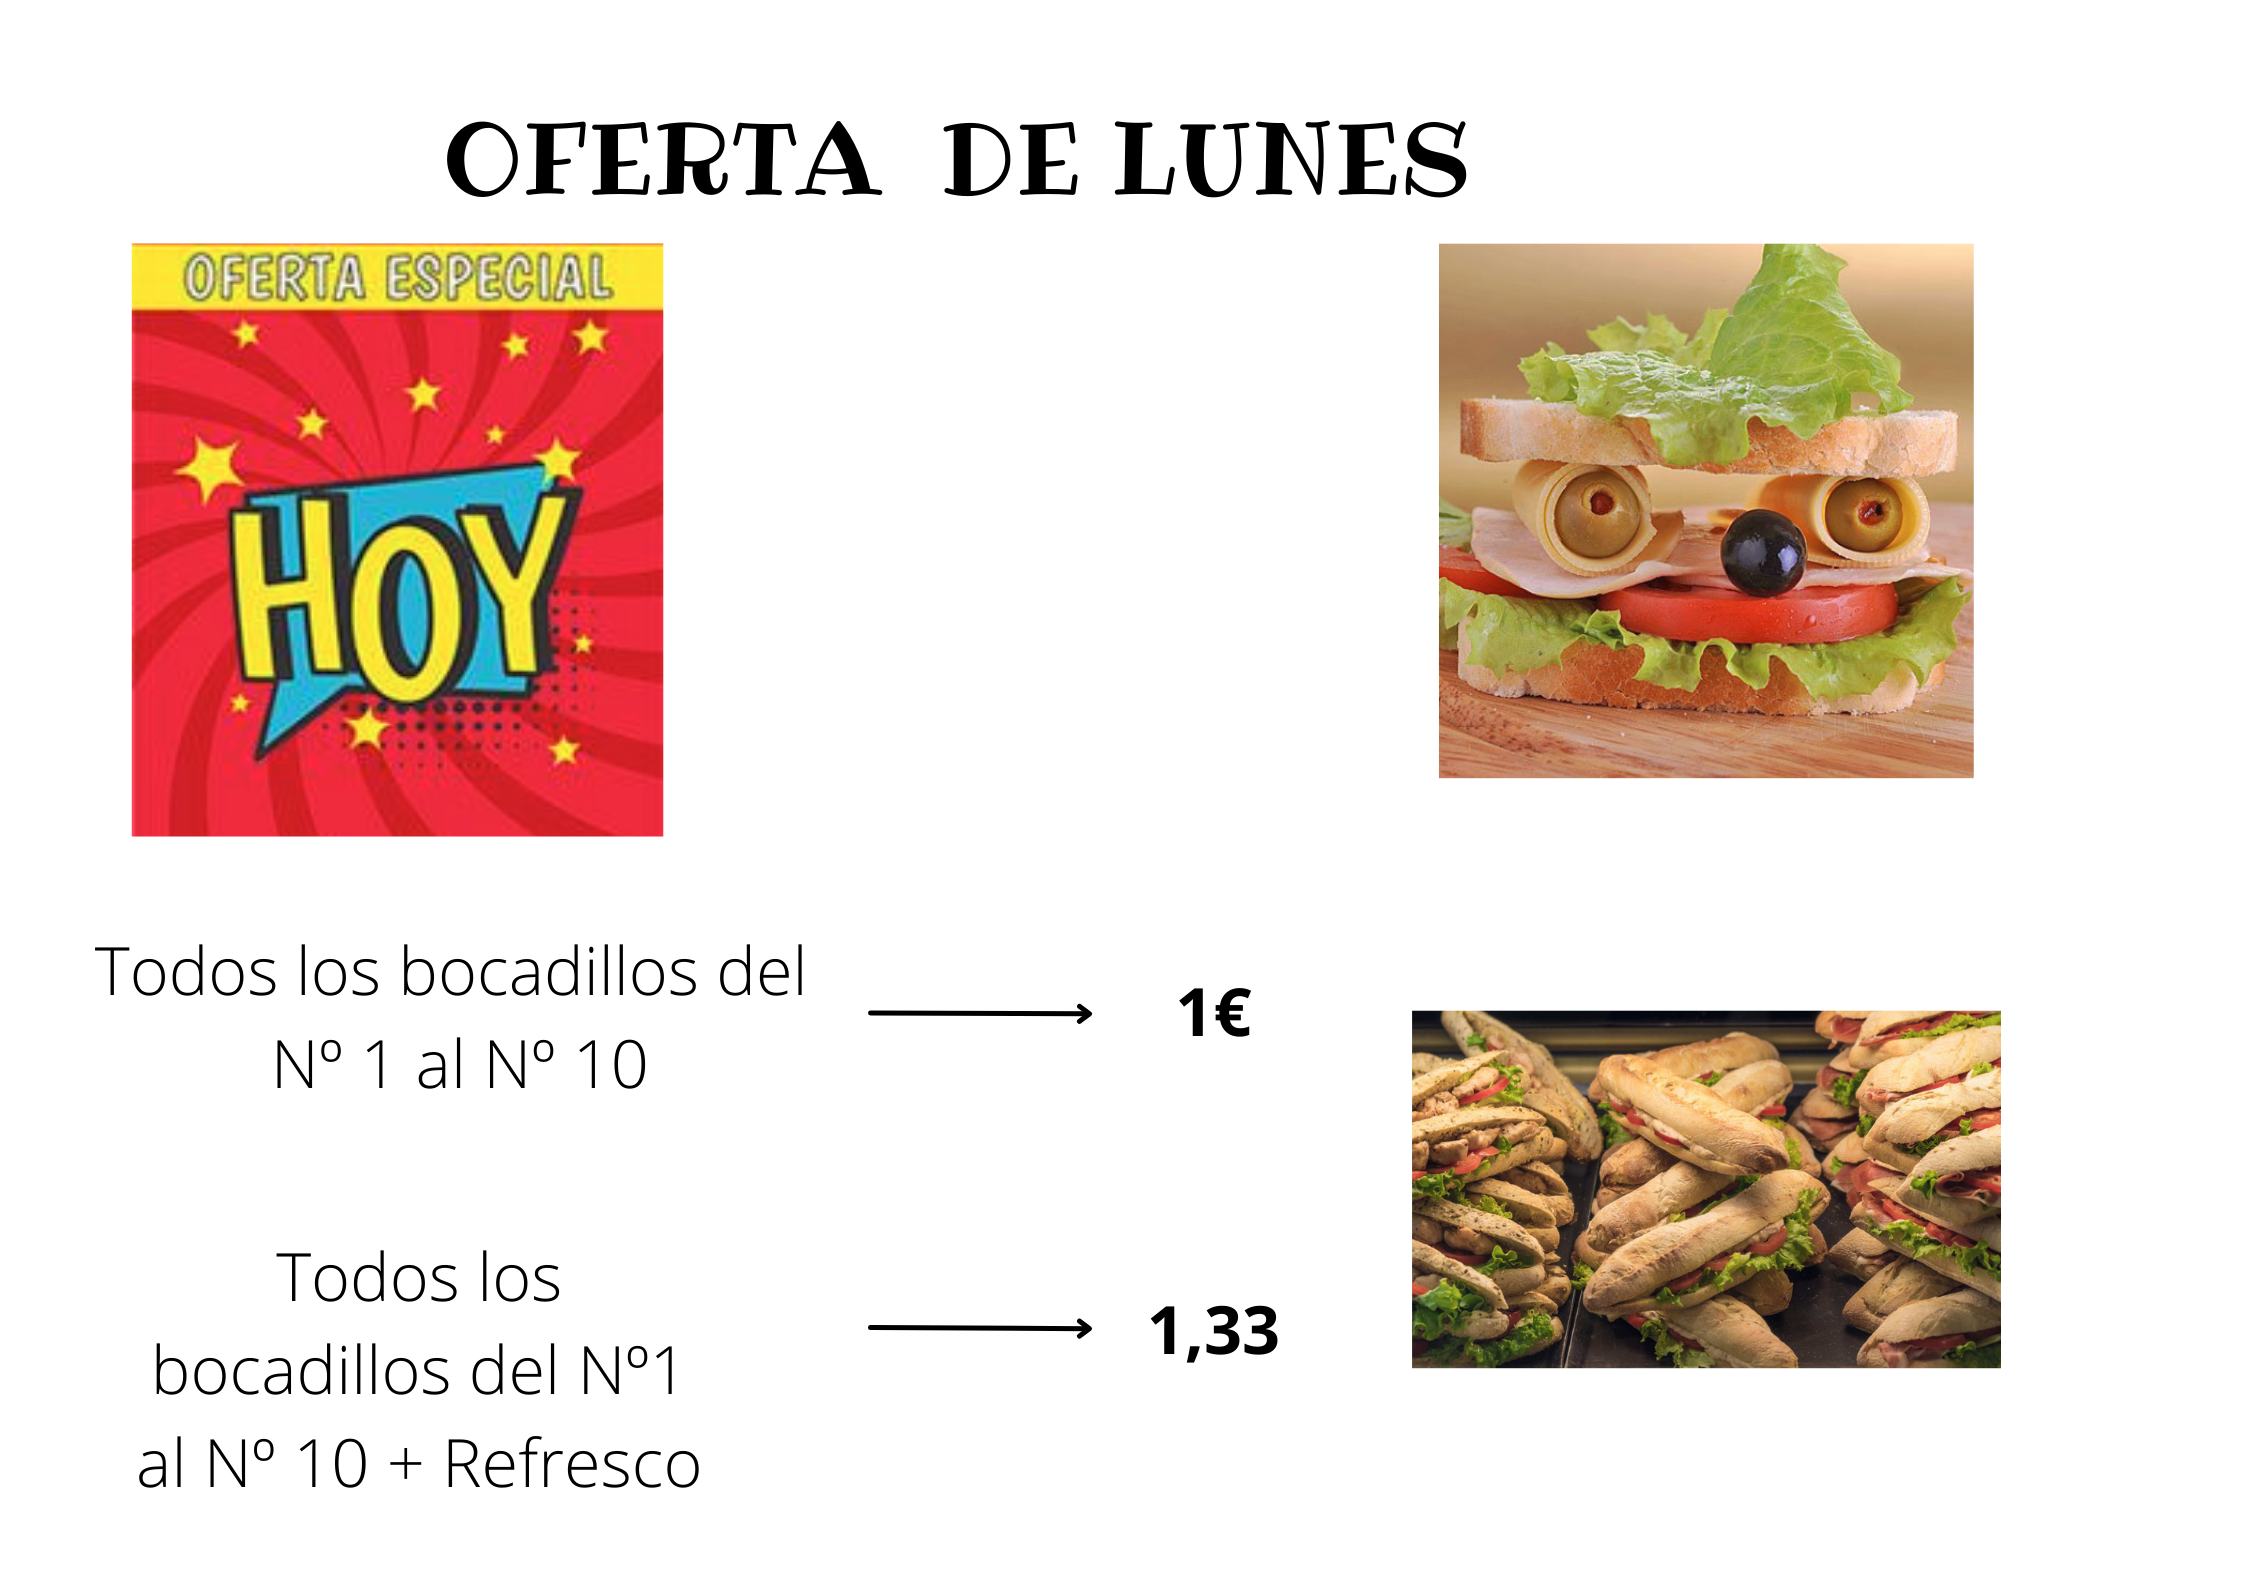 OFERTA DE LUNES
OFERTA ESPECIAL
HOY
Todos los bocadillos del
Nº 1 al Nº 10
1€
Todos los
bocadillos del Nº1
al Nº 10 + Refresco
1,33